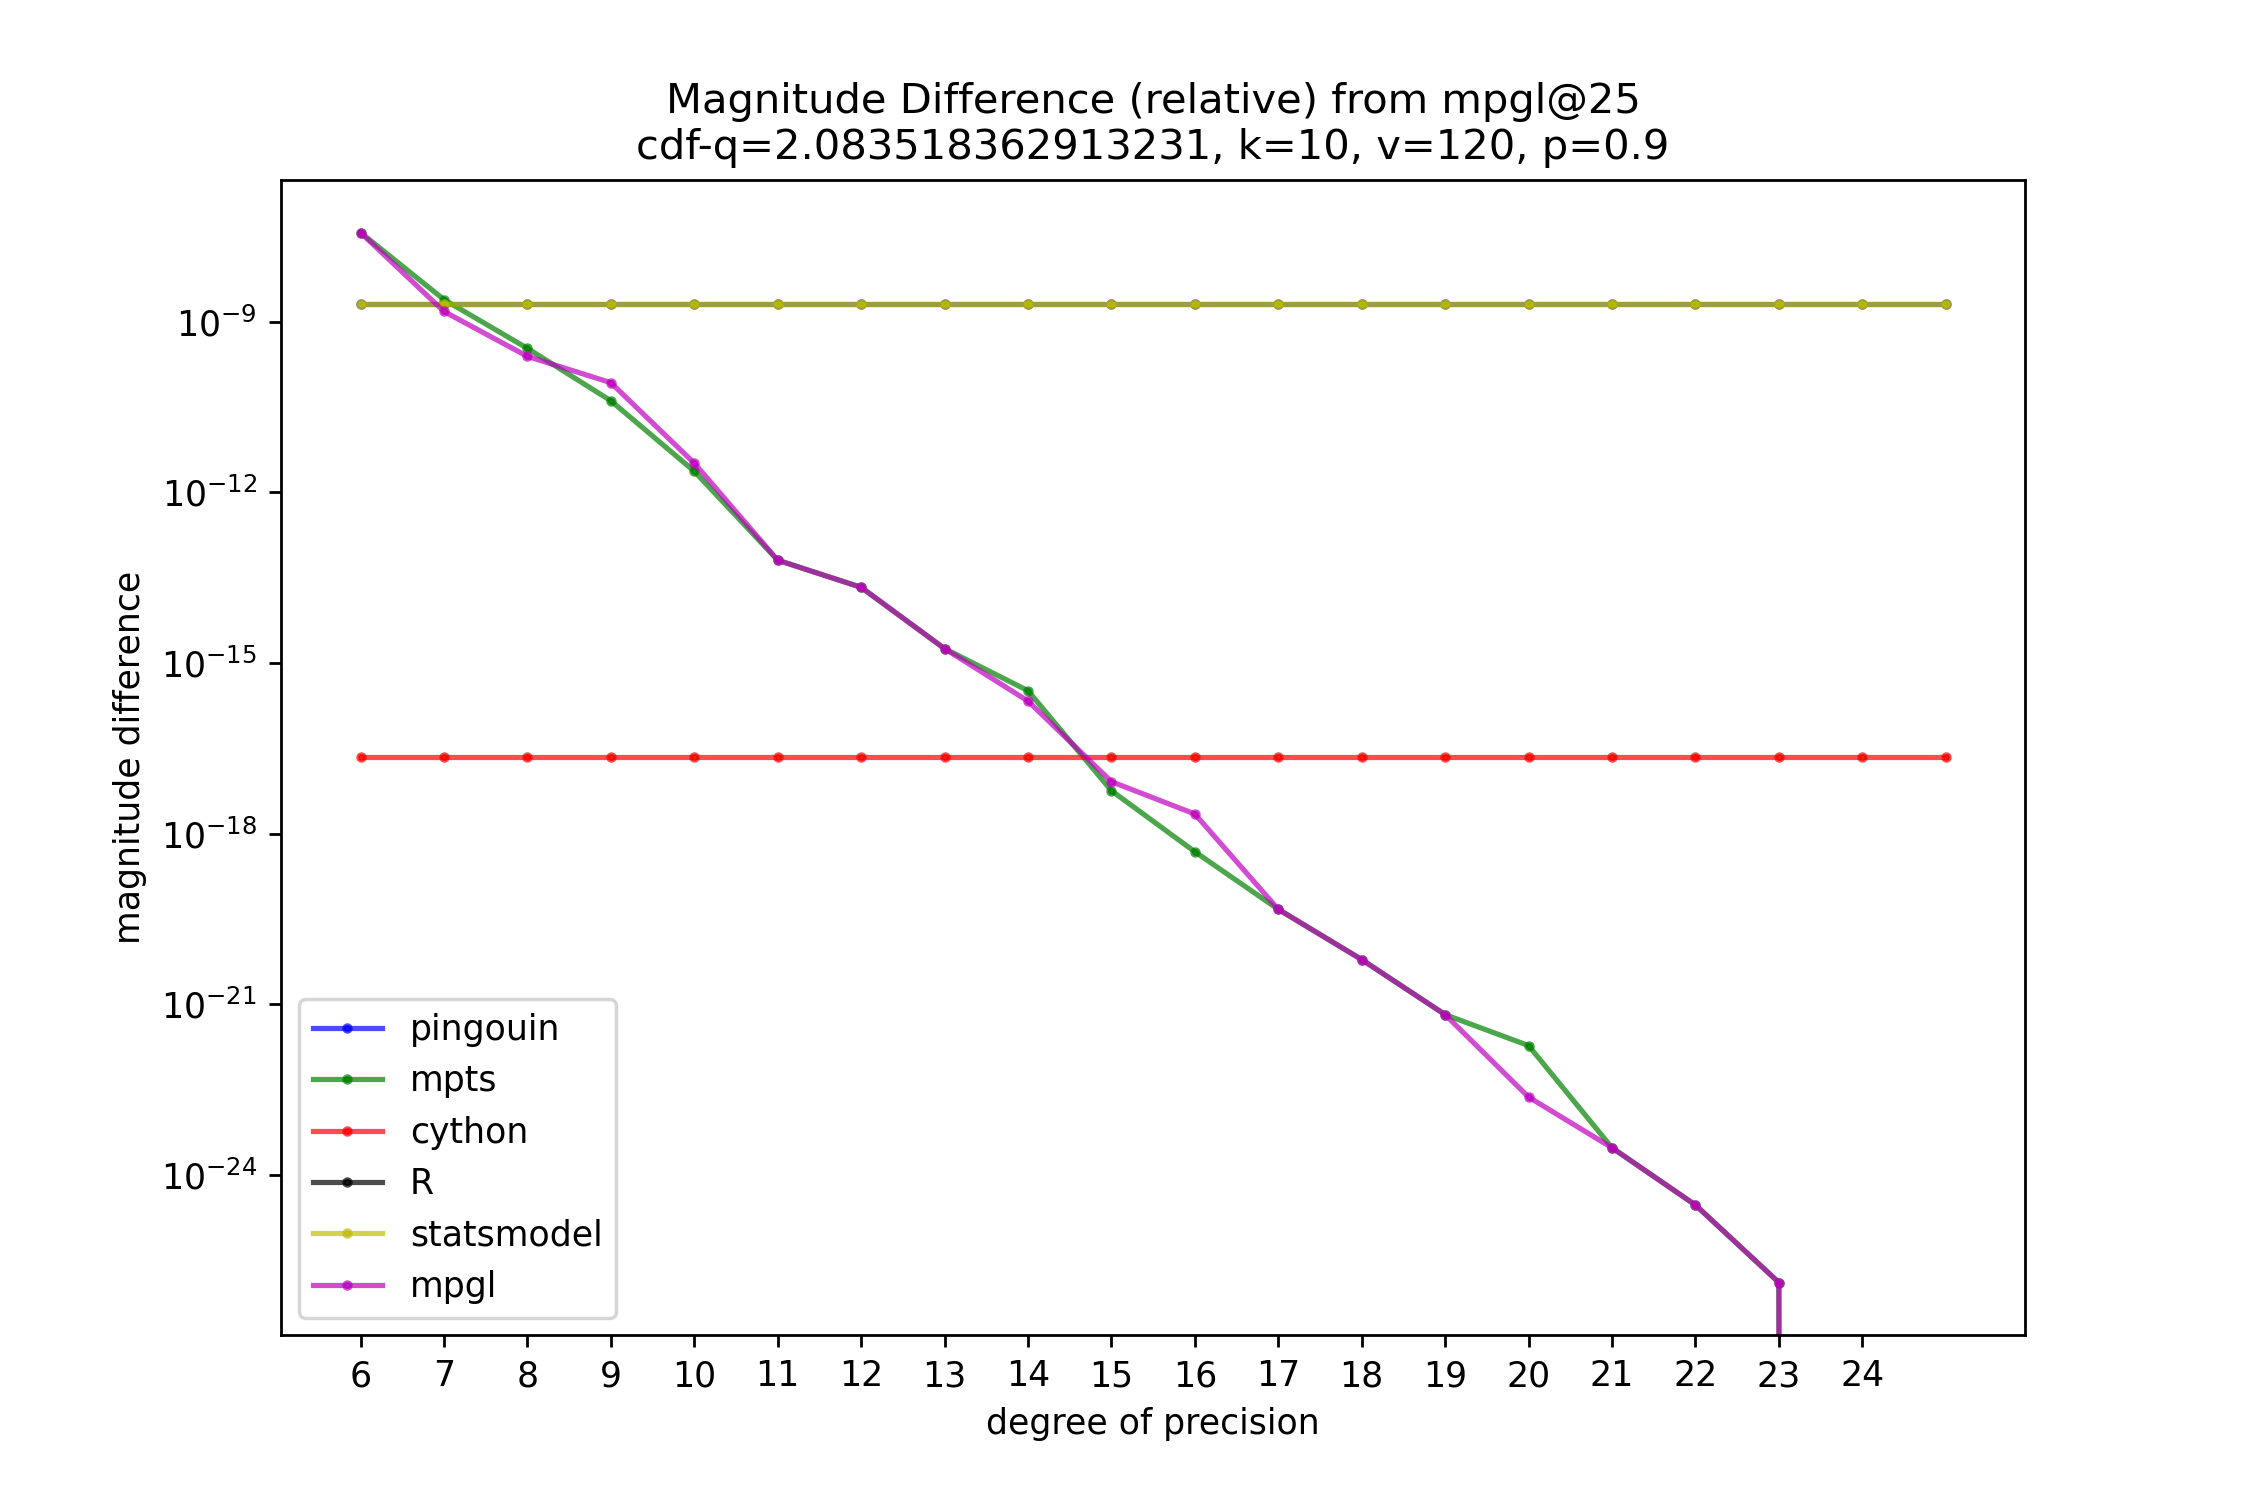 Magnitude Difference (relative) from mpgl@25
cdf-q=2.083518362913231, k=10, v=120, p=0.9
magnitude difference
10⁻⁹
10⁻¹²
10⁻¹⁵
10⁻¹⁸
10⁻²¹
10⁻²⁴
pingouin
mpts
cython
R
statsmodel
mpgl
6 7 8 9 10 11 12 13 14 15 16 17 18 19 20 21 22 23 24
degree of precision